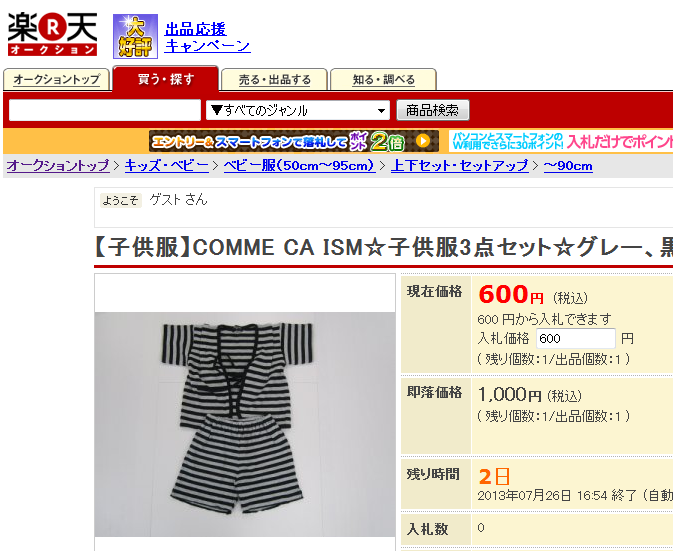 楽R天
オークション
大好評
出品応援
キャンペーン
オークショントップ
買う・探す
売る・出品する
知る・調べる
▼すべてのジャンル
商品検索
エントリー&スマートフォンで落札してポイント2倍
パソコンとスマートフォンの
W利用でさらに30ポイント!
入札だけでポイン
オークショントップ > キッズ・ベビー > ベビー服(50cm～95cm) > 上下セット・セットアップ > ～90cm
ようこそ ゲスト さん
【子供服】COMME CA ISM☆子供服3点セット☆グレー、黒
現在価格
600円 (税込)
600 円から入札できます
入札価格 600 円
( 残り個数:1/出品個数:1 )
即落価格
1,000円 (税込)
( 残り個数:1/出品個数:1 )
残り時間
2日
2013年07月26日 16:54 終了 (自動
入札数
0